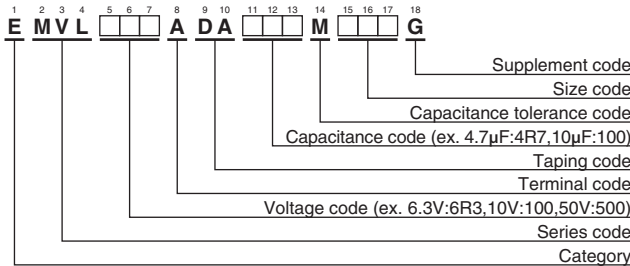 1 2 3 4 5 6 7 8 9 10 11 12 13 14 15 16 17 18
E M V L □□□ A D A □□□ M □□□ G
Supplement code
Size code
Capacitance tolerance code
Capacitance code (ex. 4.7μF:4R7,10μF:100)
Taping code
Terminal code
Voltage code (ex. 6.3V:6R3,10V:100,50V:500)
Series code
Category